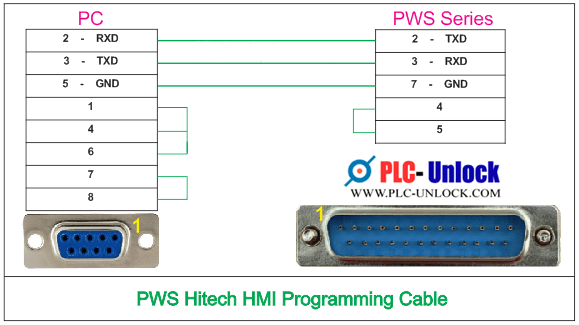 PC
PWS Series
2 - RXD
2 - TXD
3 - TXD
3 - RXD
5 - GND
7 - GND
1
4
4
5
6
7
8
PLC- Unlock
WWW.PLC-UNLOCK.COM
1
1
PWS Hitech HMI Programming Cable